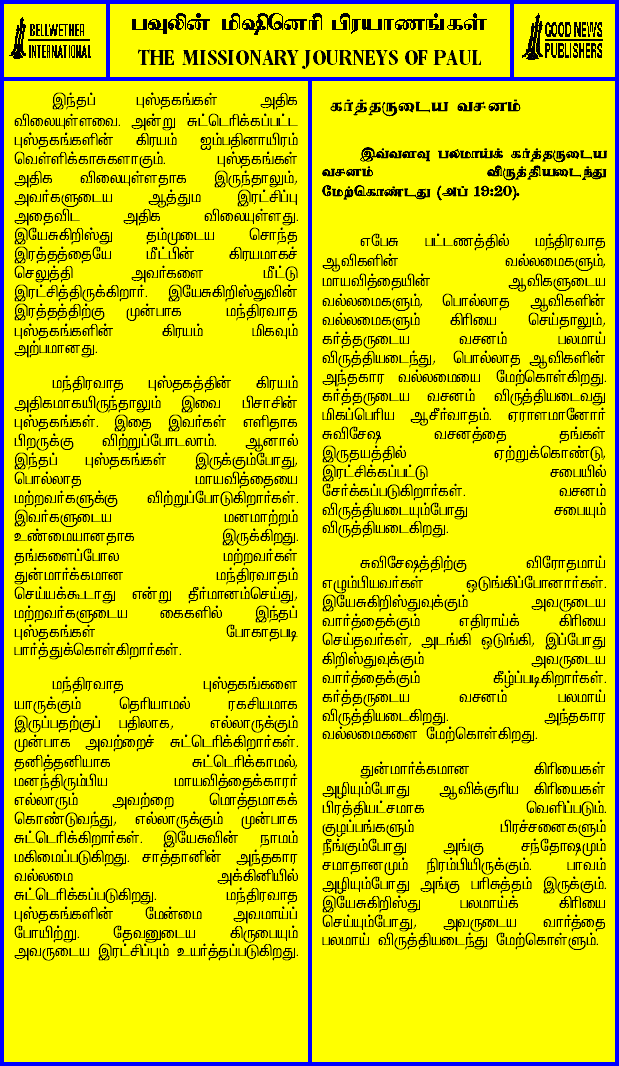 BELLWETHER
INTERNATIONAL
பவுலின் மிஷினெரி பிரயாணங்கள்
THE MISSIONARY JOURNEYS OF PAUL
GOOD NEWS
PUBLISHERS
இந்தப் புஸ்தகங்கள் அதிக
விலையுள்ளவை. அன்று சுட்டெரிக்கப்பட்ட
புஸ்தகங்களின் கிரயம் ஐம்பதினாயிரம்
வெள்ளிக்காசுகளாகும். புஸ்தகங்கள்
அதிக விலையுள்ளதாக இருந்தாலும்,
அவர்களுடைய ஆத்தும இரட்சிப்பு
அதைவிட அதிக விலையுள்ளது.
இயேசுகிறிஸ்து தம்முடைய சொந்த
இரத்தத்தையே மீட்பின் கிரயமாகச்
செலுத்தி அவர்களை மீட்டு
இரட்சித்திருக்கிறார். இயேசுகிறிஸ்துவின்
இரத்தத்திற்கு முன்பாக மந்திரவாத
புஸ்தகங்களின் கிரயம் மிகவும்
அற்பமானது.
மந்திரவாத புஸ்தகத்தின் கிரயம்
அதிகமாகயிருந்தாலும் இவை பிசாசின்
புஸ்தகங்கள். இதை இவர்கள் எளிதாக
பிறருக்கு விற்றுப்போடலாம். ஆனால்
இந்தப் புஸ்தகங்கள் இருக்கும்போது,
பொல்லாத மாயவித்தையை
மற்றவர்களுக்கு விற்றுப்போடுகிறார்கள்.
இவர்களுடைய மனமாற்றம்
உண்மையானதாக இருக்கிறது.
தங்களைப்போல மற்றவர்கள்
துன்மார்க்கமான மந்திரவாதம்
செய்யக்கூடாது என்று தீர்மானம்செய்து,
மற்றவர்களுடைய கைகளில் இந்தப்
புஸ்தகங்கள் போகாதபடி
பார்த்துக்கொள்கிறார்கள்.
மந்திரவாத புஸ்தகங்களை
யாருக்கும் தெரியாமல் ரகசியமாக
இருப்பதற்குப் பதிலாக, எல்லாருக்கும்
முன்பாக அவற்றைச் சுட்டெரிக்கிறார்கள்.
தனித்தனியாக சுட்டெரிக்காமல்,
மனந்திரும்பிய மாயவித்தைக்காரர்
எல்லாரும் அவற்றை மொத்தமாகக்
கொண்டுவந்து, எல்லாருக்கும் முன்பாக
சுட்டெரிக்கிறார்கள். இயேசுவின் நாமம்
மகிமைப்படுகிறது. சாத்தானின் அந்தகார
வல்லமை அக்கினியில்
சுட்டெரிக்கப்படுகிறது. மந்திரவாத
புஸ்தகங்களின் மேன்மை அவமாய்ப்
போயிற்று. தேவனுடைய கிருபையும்
அவருடைய இரட்சிப்பும் உயர்த்தப்படுகிறது.
கர்த்தருடைய வசனம்
இவ்வளவு பலமாய்க் கர்த்தருடைய
வசனம் விருத்தியடைந்து
மேற்கொண்டது (அப் 19:20).
எபேசு பட்டணத்தில் மந்திரவாத
ஆவிகளின் வல்லமைகளும்,
மாயவித்தையின் ஆவிகளுடைய
வல்லமைகளும், பொல்லாத ஆவிகளின்
வல்லமைகளும் கிரியை செய்தாலும்,
கர்த்தருடைய வசனம் பலமாய்
விருத்தியடைந்து, பொல்லாத ஆவிகளின்
அந்தகார வல்லமையை மேற்கொள்கிறது.
கர்த்தருடைய வசனம் விருத்தியடைவது
மிகப்பெரிய ஆசீர்வாதம். ஏராளமானோர்
சுவிசேஷ வசனத்தை தங்கள்
இருதயத்தில் ஏற்றுக்கொண்டு,
இரட்சிக்கப்பட்டு சபையில்
சேர்க்கப்படுகிறார்கள். வசனம்
விருத்தியடையும்போது சபையும்
விருத்தியடைகிறது.
சுவிசேஷத்திற்கு விரோதமாய்
எழும்பியவர்கள் ஒடுங்கிப்போனார்கள்.
இயேசுகிறிஸ்துவுக்கும் அவருடைய
வார்த்தைக்கும் எதிராய்க் கிரியை
செய்தவர்கள், அடங்கி ஒடுங்கி, இப்போது
கிறிஸ்துவுக்கும் அவருடைய
வார்த்தைக்கும் கீழ்ப்படிகிறார்கள்.
கர்த்தருடைய வசனம் பலமாய்
விருத்தியடைகிறது. அந்தகார
வல்லமைகளை மேற்கொள்கிறது.
துன்மார்க்கமான கிரியைகள்
அழியும்போது ஆவிக்குரிய கிரியைகள்
பிரத்தியட்சமாக வெளிப்படும்.
குழப்பங்களும் பிரச்சனைகளும்
நீங்கும்போது அங்கு சந்தோஷமும்
சமாதானமும் நிரம்பியிருக்கும். பாவம்
அழியும்போது அங்கு பரிசுத்தம் இருக்கும்.
இயேசுகிறிஸ்து பலமாய்க் கிரியை
செய்யும்போது, அவருடைய வார்த்தை
பலமாய் விருத்தியடைந்து மேற்கொள்ளும்.